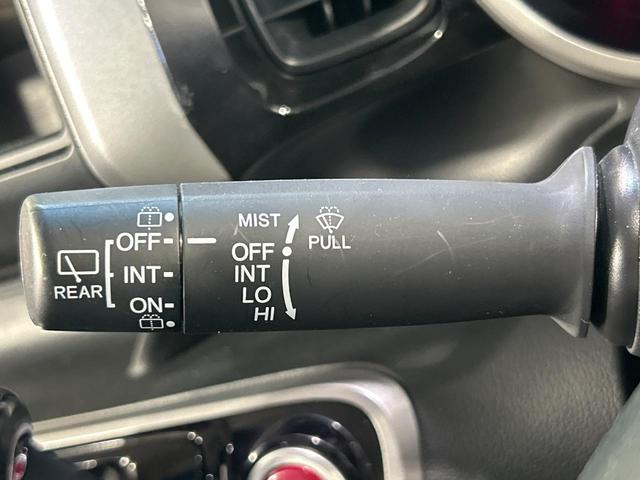 REAR
OFF
INT
ON
MIST
OFF
INT
LO
HI
PULL